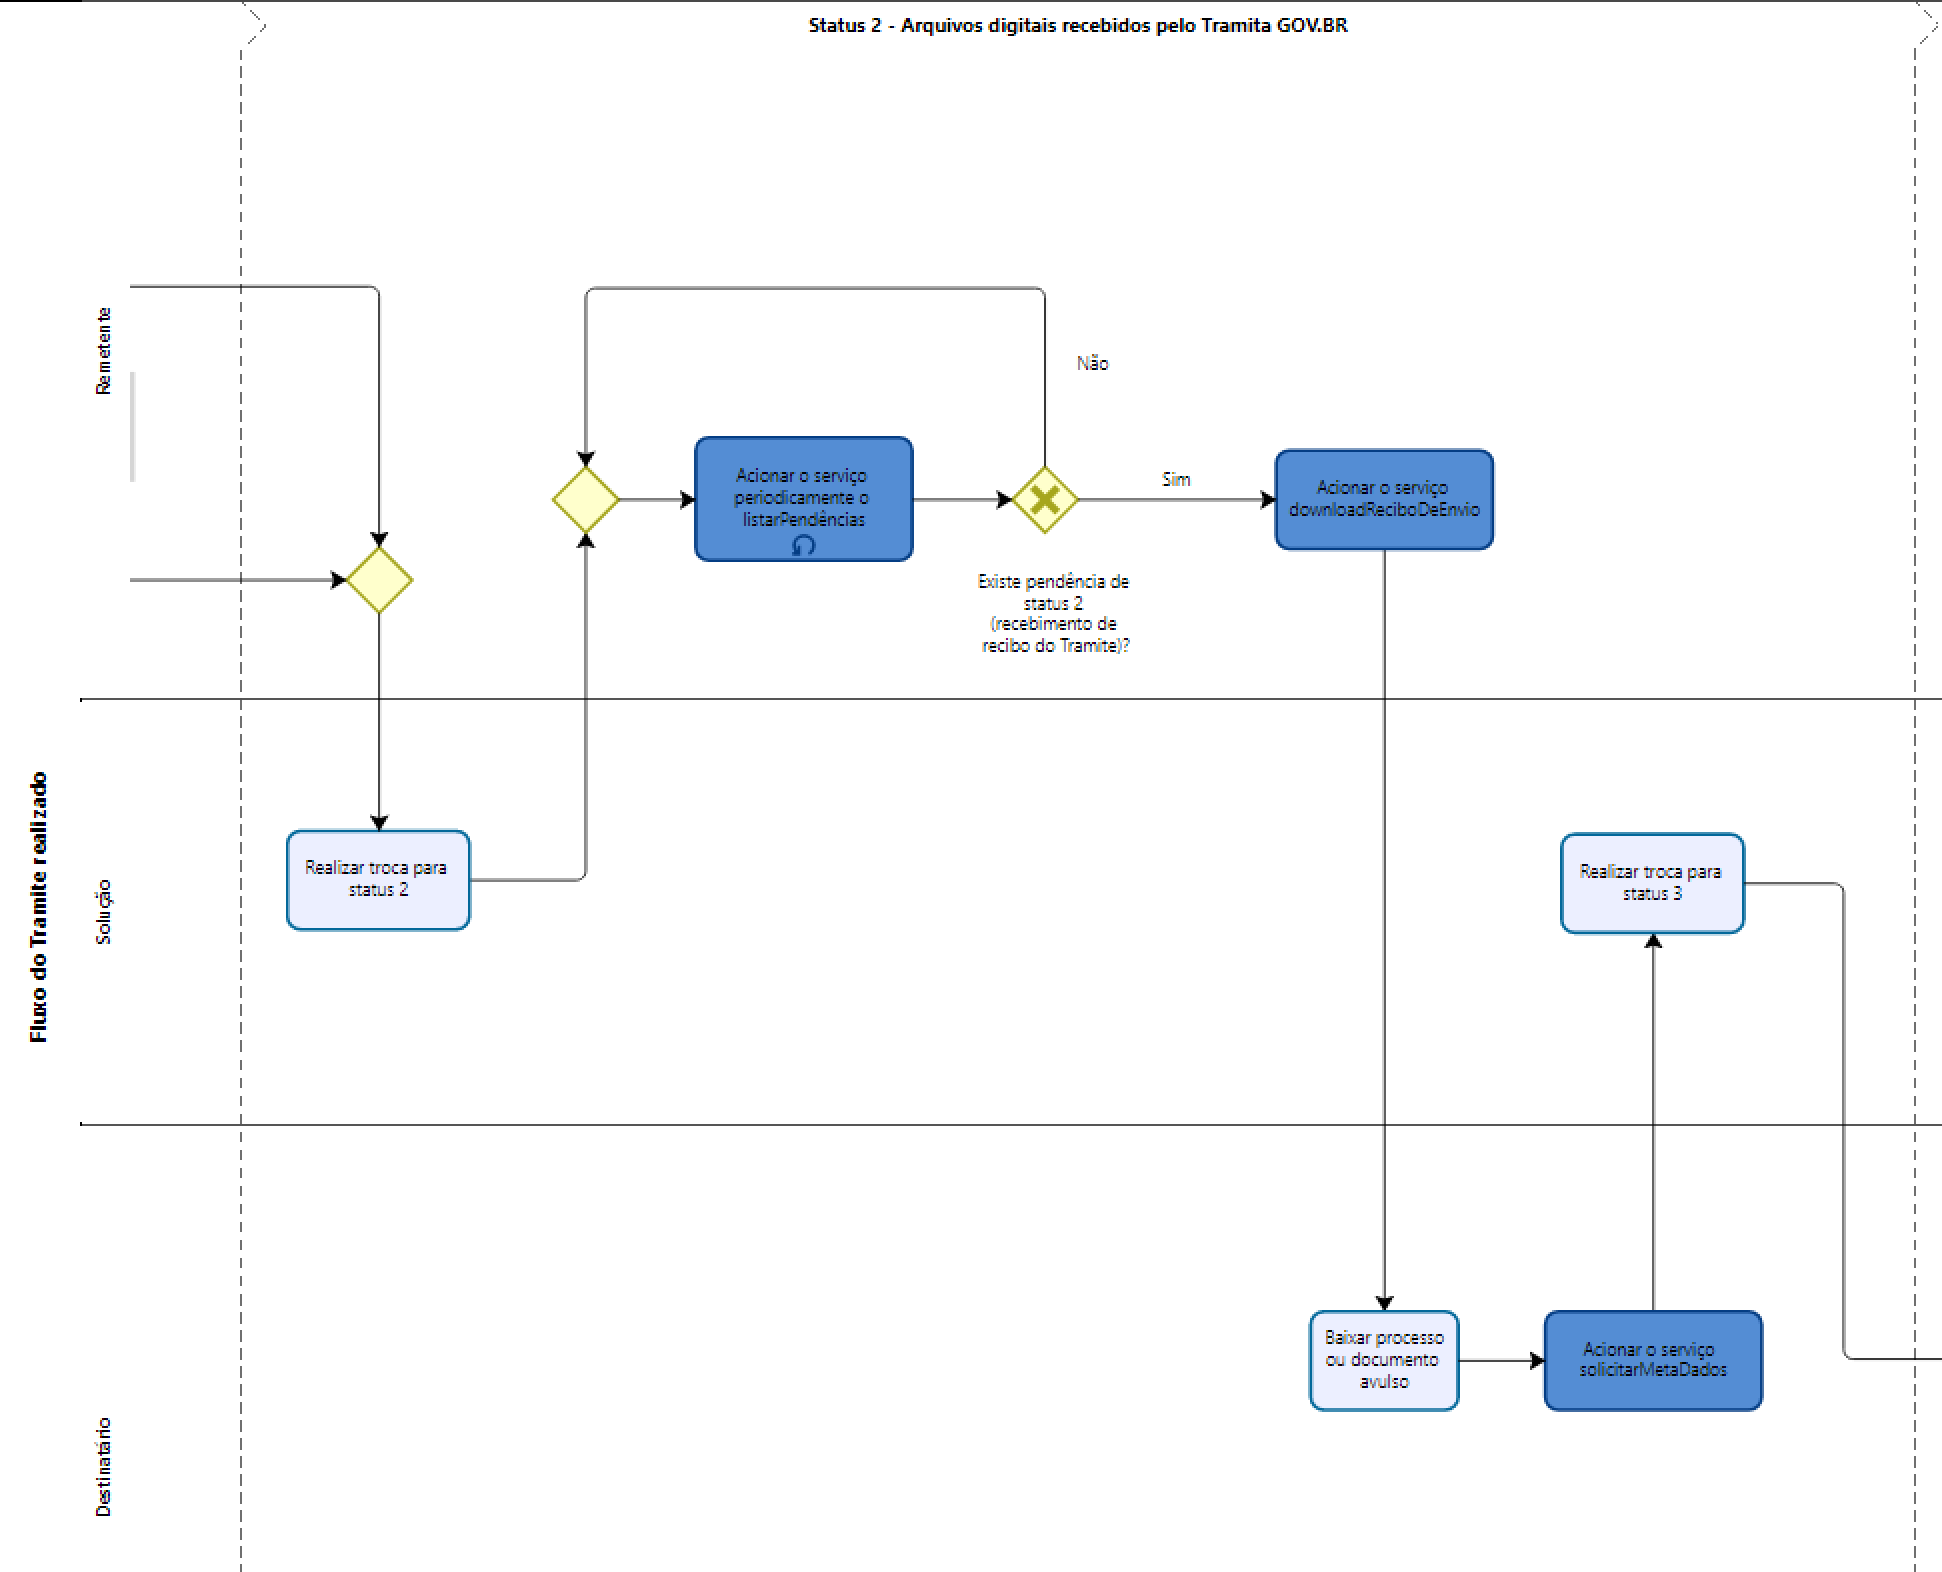 Status 2 - Arquivos digitais recebidos pelo Tramita GOV.BR
Fluxo do Tramite realizado
Remetente
Não
Acionar o serviço
periodicamente o
listarPendências
Sim
Acionar o serviço
downloadReciboDeEnvio
Existe pendência de
status 2
(recebimento de
recibo do Tramite)?
Solução
Realizar troca para
status 2
Realizar troca para
status 3
Destinatário
Baixar processo
ou documento
avulso
Acionar o serviço
solicitarMetaDados